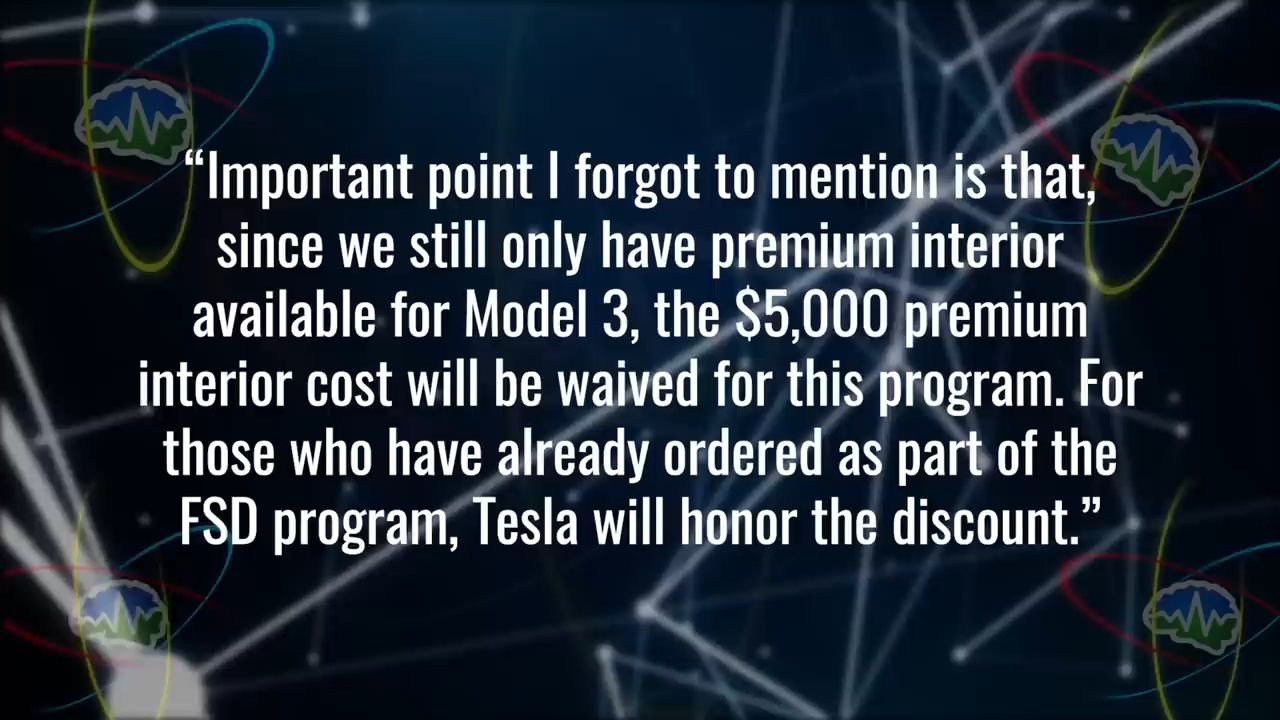 “Important point I forgot to mention is that,
since we still only have premium interior
available for Model 3, the $5,000 premium
interior cost will be waived for this program. For
those who have already ordered as part of the
FSD program, Tesla will honor the discount.”